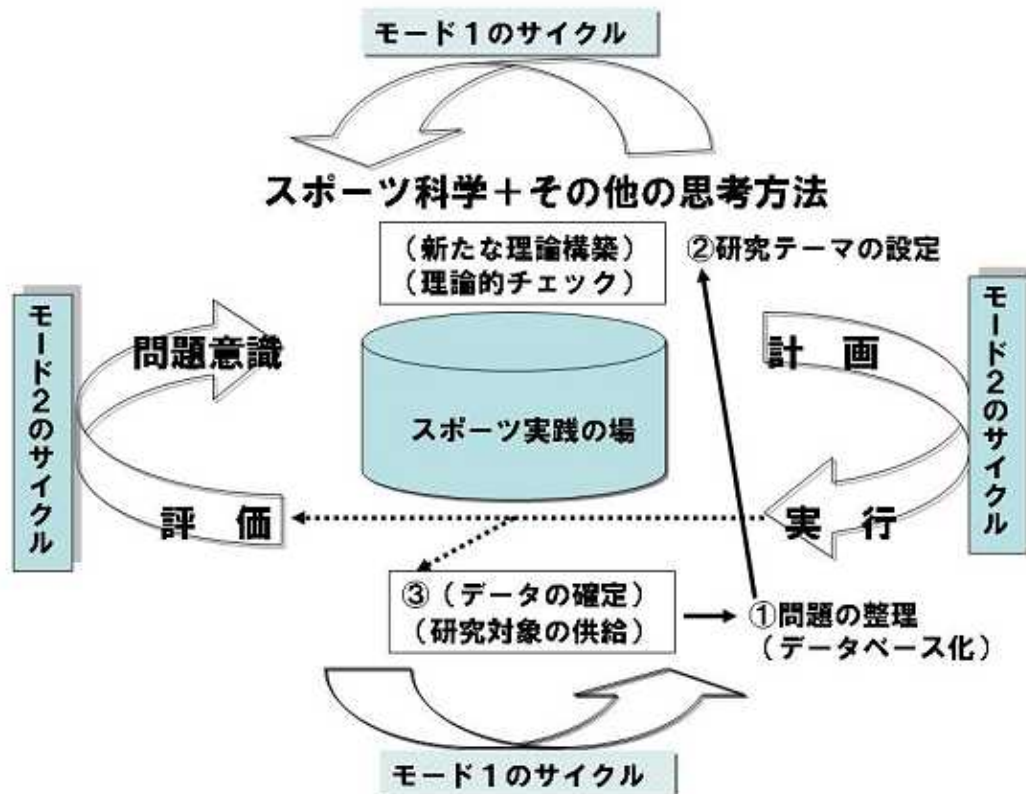 モード１のサイクル
スポーツ科学＋その他の思考方法
（新たな理論構築）
（理論的チェック）
②研究テーマの設定
モード２のサイクル
問題意識
計　画
モード２のサイクル
スポーツ実践の場
評　価
実　行
③（データの確定）
（研究対象の供給）
①問題の整理
（データベース化）
モード１のサイクル